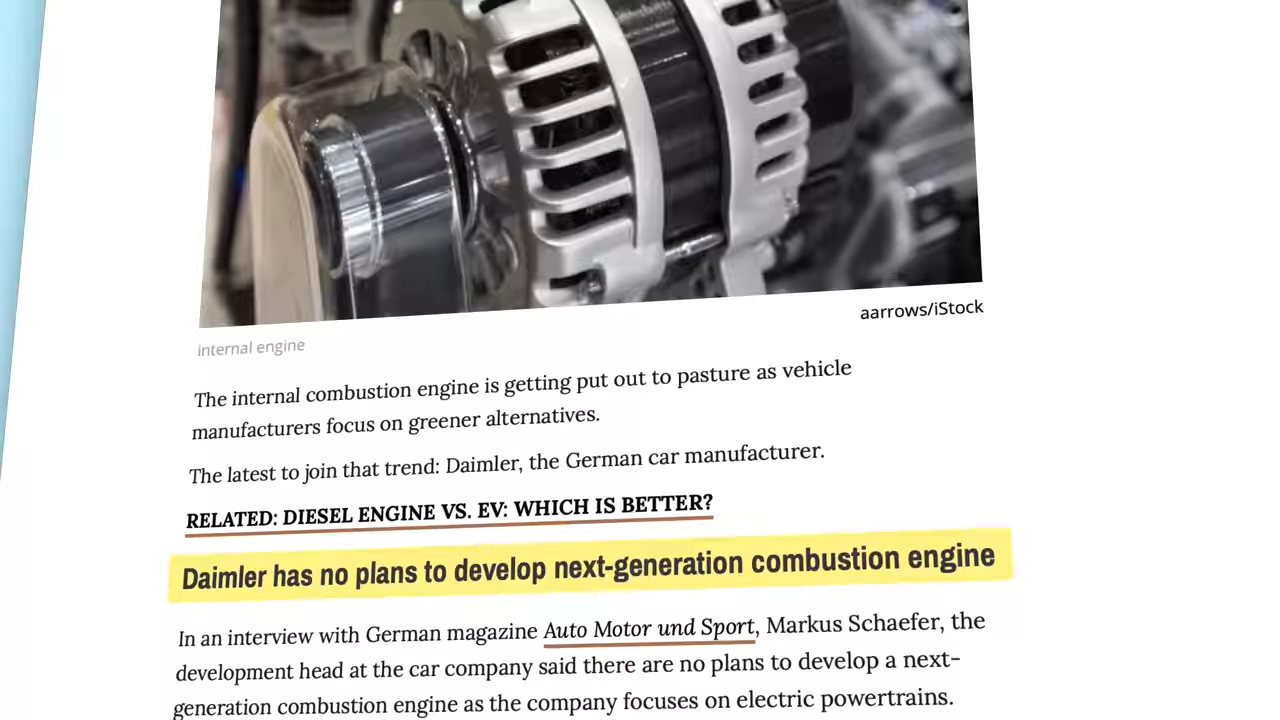 aarrows/iStock
internal engine
The internal combustion engine is getting put out to pasture as vehicle
manufacturers focus on greener alternatives.
The latest to join that trend: Daimler, the German car manufacturer.
RELATED: DIESEL ENGINE VS. EV: WHICH IS BETTER?
Daimler has no plans to develop next-generation combustion engine
In an interview with German magazine Auto Motor und Sport, Markus Schaefer, the
development head at the car company said there are no plans to develop a next-
generation combustion engine as the company focuses on electric powertrains.